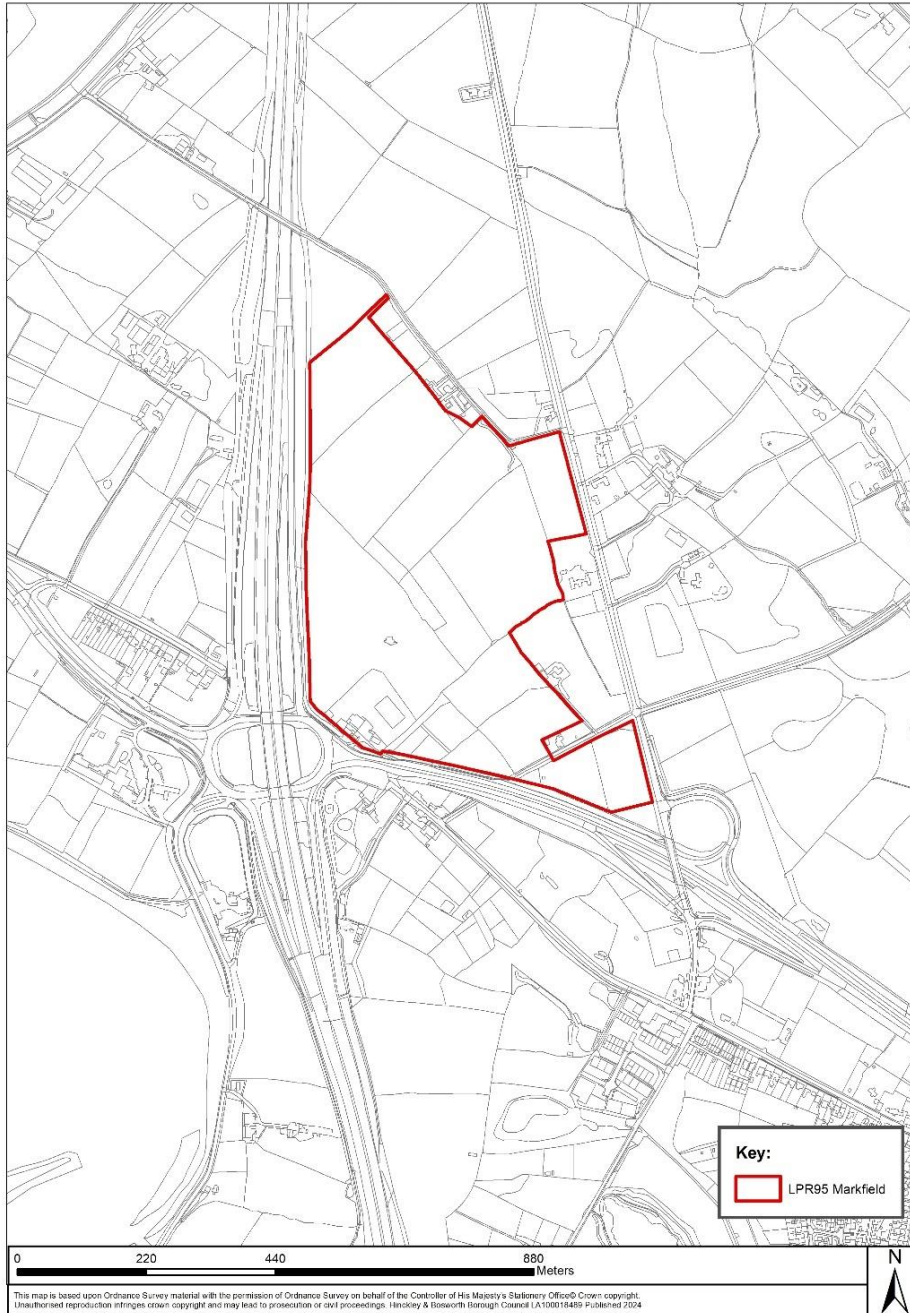 Key:
LPR95 Markfield
0 220 440 880
Meters
N
This map is based upon Ordnance Survey material with the permission of Ordnance Survey on behalf of the Controller of His Majesty's Stationery Office© Crown copyright.
Unauthorised reproduction infringes crown copyright and may lead to prosecution or civil proceedings. Hinckley & Bosworth Borough Council LA100018489 Published 2024